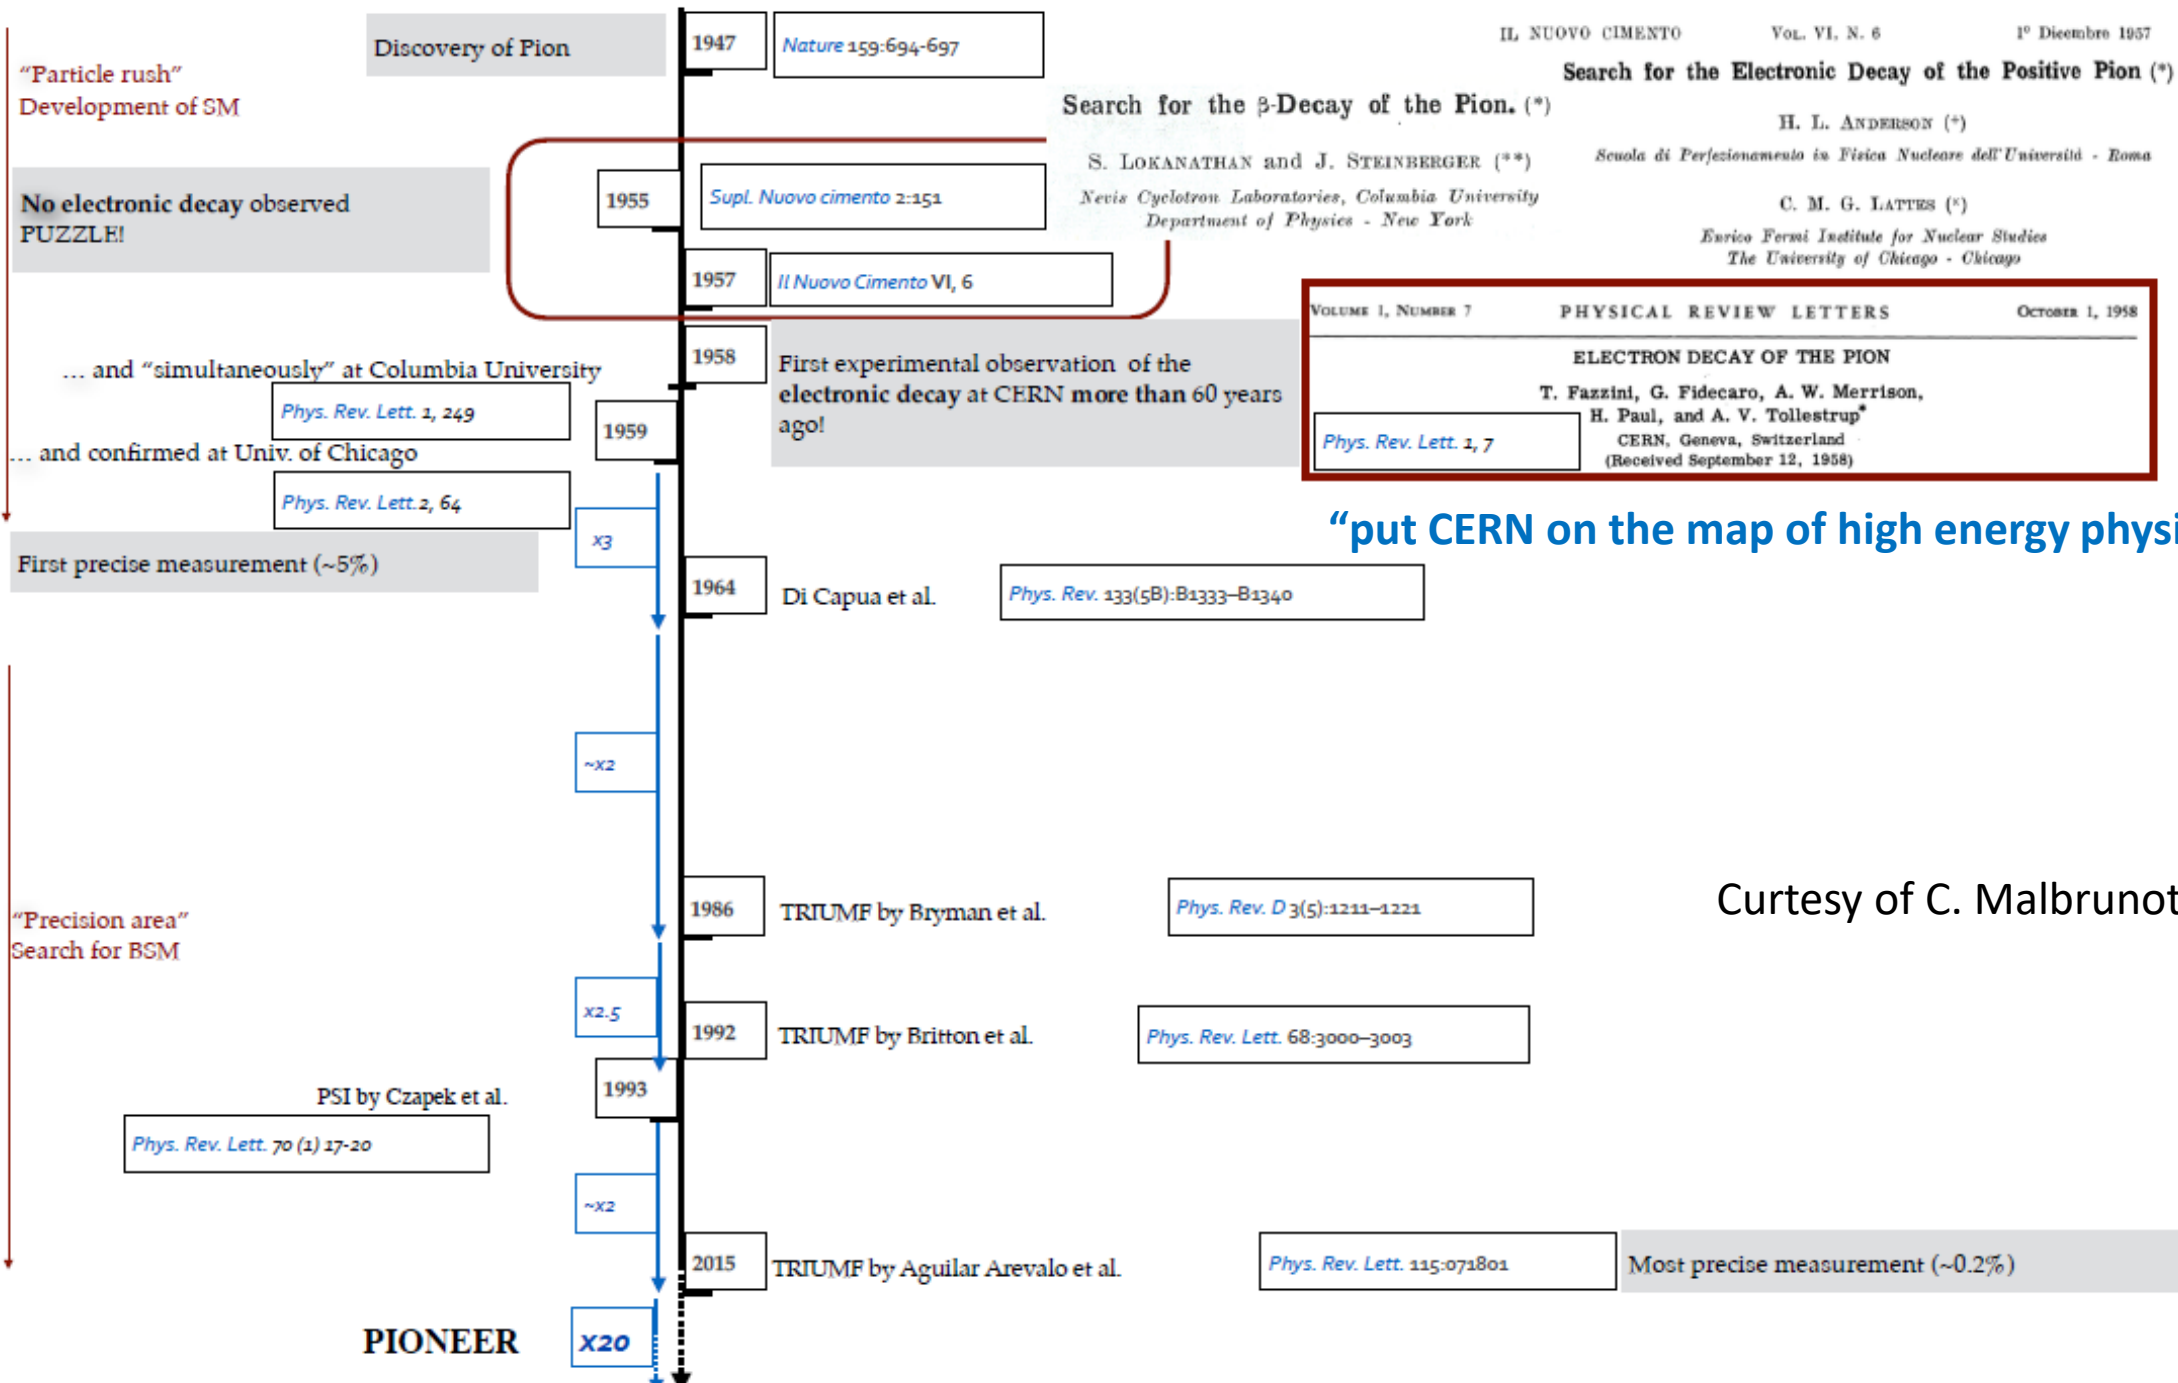 Discovery of Pion
1947
Nature 159:694-697
"Particle rush"
Development of SM
IL NUOVO CIMENTO VOL. VI, N. 6 1º Dicembre 1957
Search for the Electronic Decay of the Positive Pion (*)
H. L. ANDERSON (+)
Scuola di Perfezionamento in Fisica Nucleare dell'Università - Roma
C. M. G. LATTES (×)
Enrico Fermi Institute for Nuclear Studies
The University of Chicago - Chicago
Search for the β-Decay of the Pion. (*)
S. LOKANATHAN and J. STEINBERGER (**)
Nevis Cyclotron Laboratories, Columbia University
Department of Physics - New York
No electronic decay observed
PUZZLE!
1955
Supl. Nuovo cimento 2:151
1957
Il Nuovo Cimento VI, 6
1958
First experimental observation of the
electronic decay at CERN more than 60 years
ago!
VOLUME 1, NUMBER 7 PHYSICAL REVIEW LETTERS OCTOBER 1, 1958
ELECTRON DECAY OF THE PION
T. Fazzini, G. Fidecaro, A. W. Merrison,
H. Paul, and A. V. Tollestrup*
CERN, Geneva, Switzerland
(Received September 12, 1958)
Phys. Rev. Lett. 1, 7
... and "simultaneously" at Columbia University
Phys. Rev. Lett. 1, 249
1959
... and confirmed at Univ. of Chicago
Phys. Rev. Lett. 2, 64
"put CERN on the map of high energy physi
First precise measurement (~5%)
x3
1964
Di Capua et al.
Phys. Rev. 133(5B):B1333–B1340
~x2
"Precision area"
Search for BSM
1986
TRIUMF by Bryman et al.
Phys. Rev. D 3(5):1211–1221
Curtesy of C. Malbrunot
x2.5
1992
TRIUMF by Britton et al.
Phys. Rev. Lett. 68:3000–3003
PSI by Czapek et al.
1993
Phys. Rev. Lett. 70 (1) 17-20
~x2
2015
TRIUMF by Aguilar Arevalo et al.
Phys. Rev. Lett. 115:071801
Most precise measurement (~0.2%)
PIONEER
x20